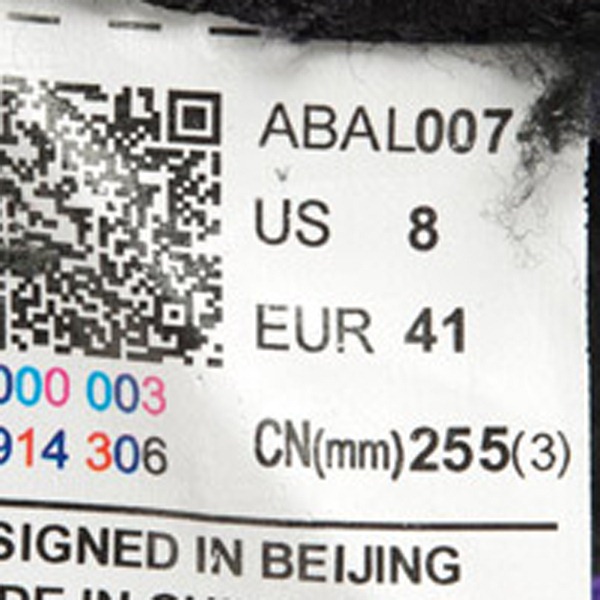 ABAL007
US 8
EUR 41
000 003
914 306
CN(mm)255(3)
SIGNED IN BEIJING